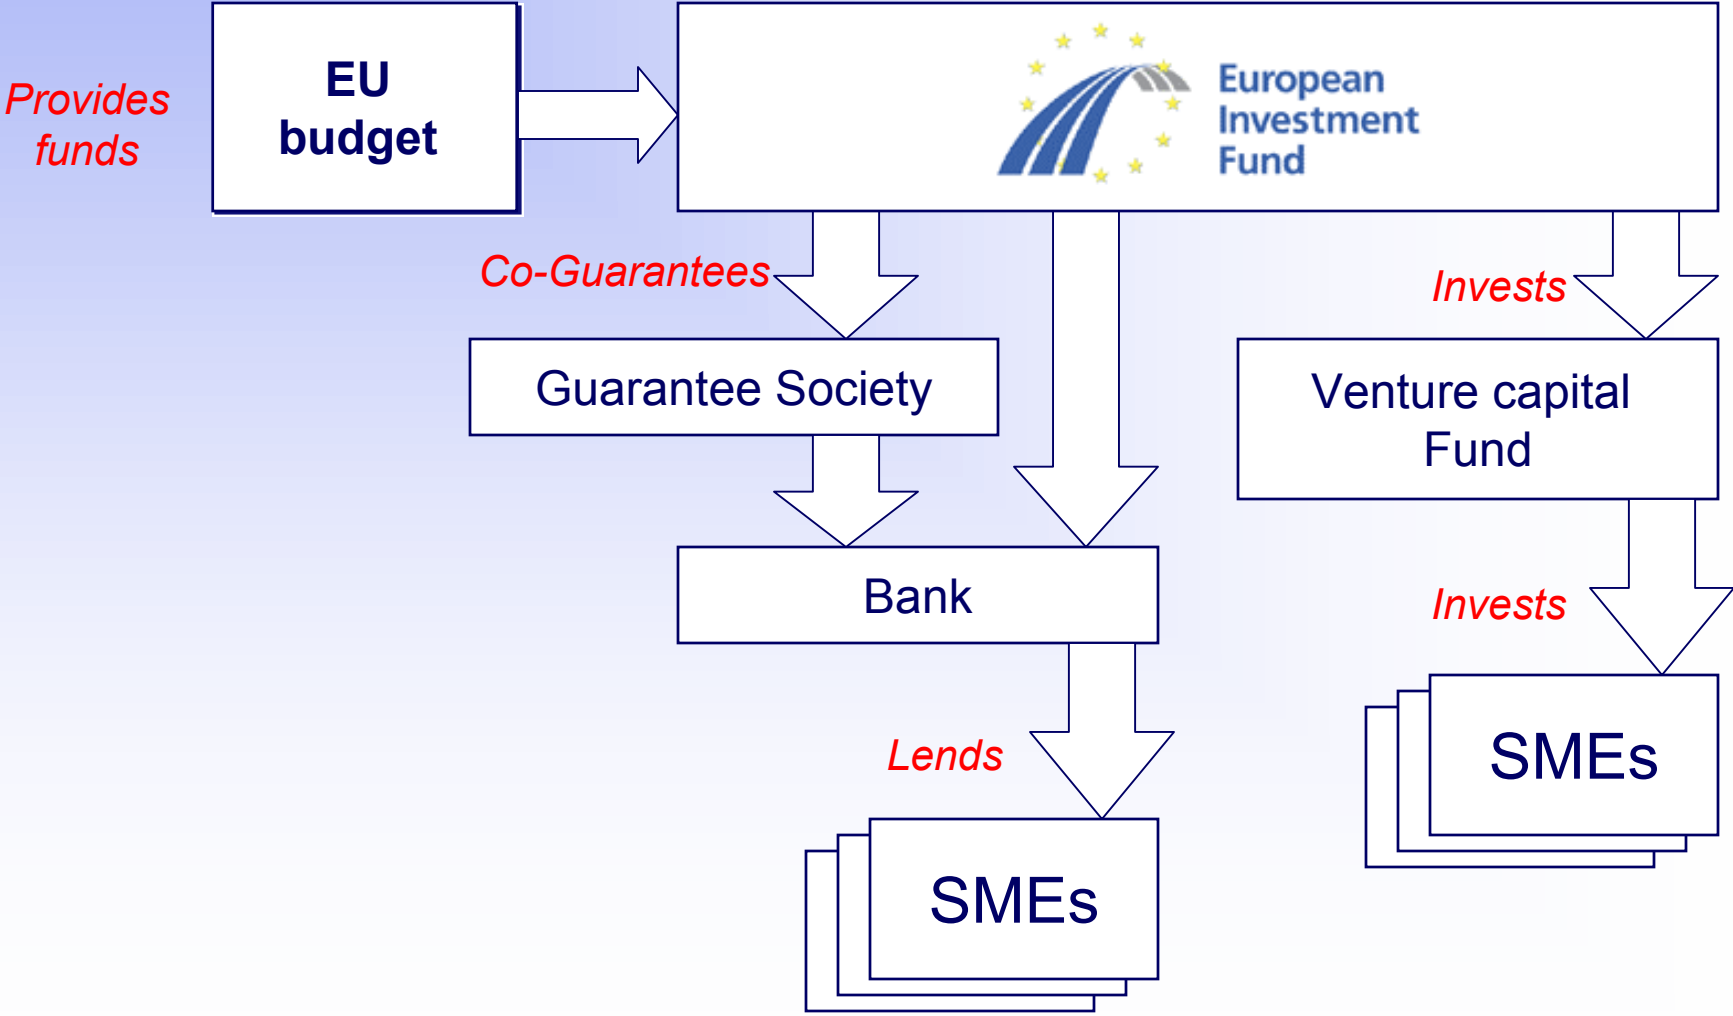 Provides
funds
EU
budget
European
Investment
Fund
Co-Guarantees
Invests
Guarantee Society
Venture capital
Fund
Bank
Invests
Lends
SMEs
SMEs